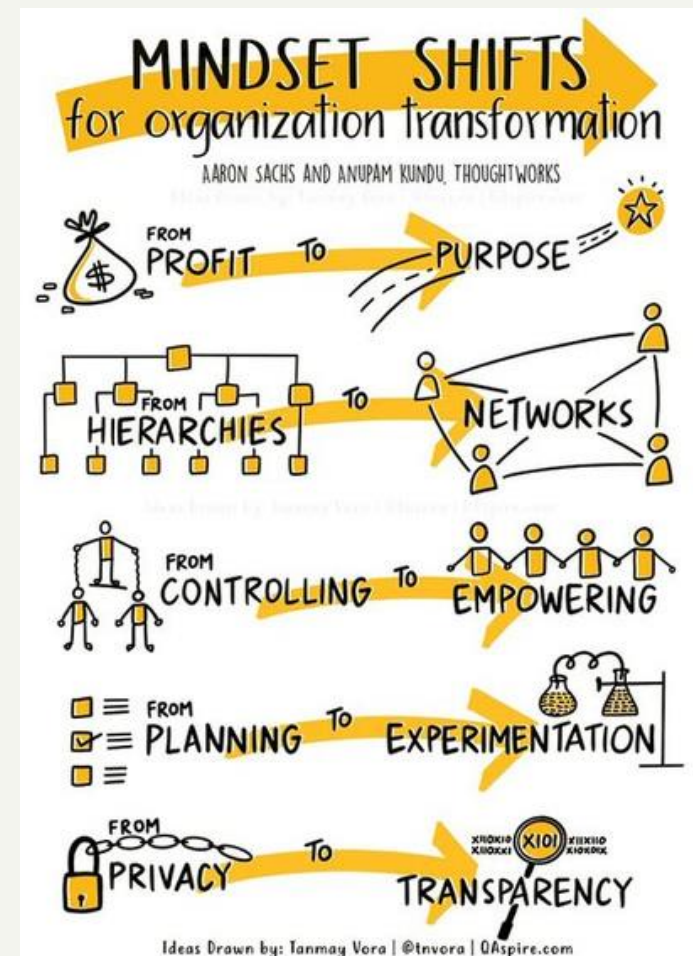 MINDSET SHIFTS
for organization transformation
AARON SACHS AND ANUPAM KUNDU, THOUGHTWORKS
FROM
PROFIT TO PURPOSE
$
FROM
HIERARCHIES TO NETWORKS
FROM
CONTROLLING TO EMPOWERING
FROM
PLANNING TO EXPERIMENTATION
FROM
PRIVACY TO TRANSPARENCY
X101
Ideas Drawn by: Tanmay Vora | @tnvora | QAspire.com